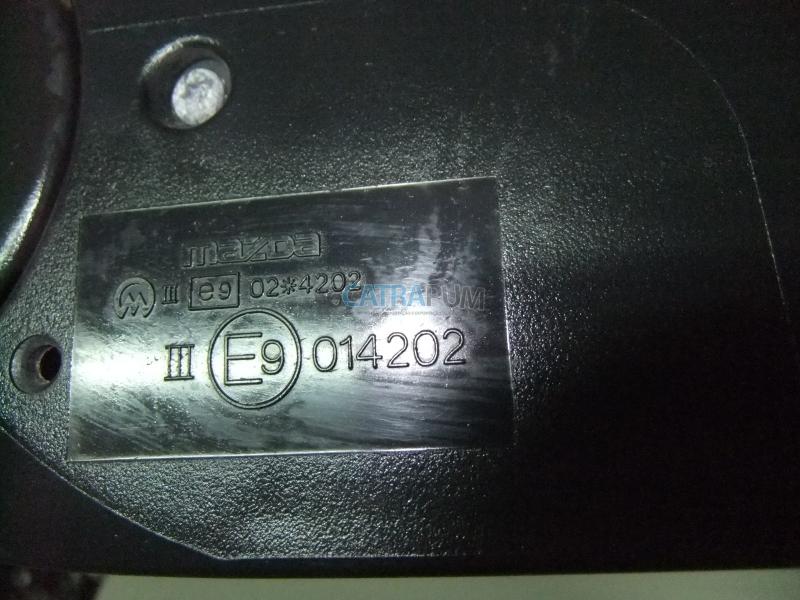 mazda
III e9 02*4202
III E9 014202
CATRAPUM